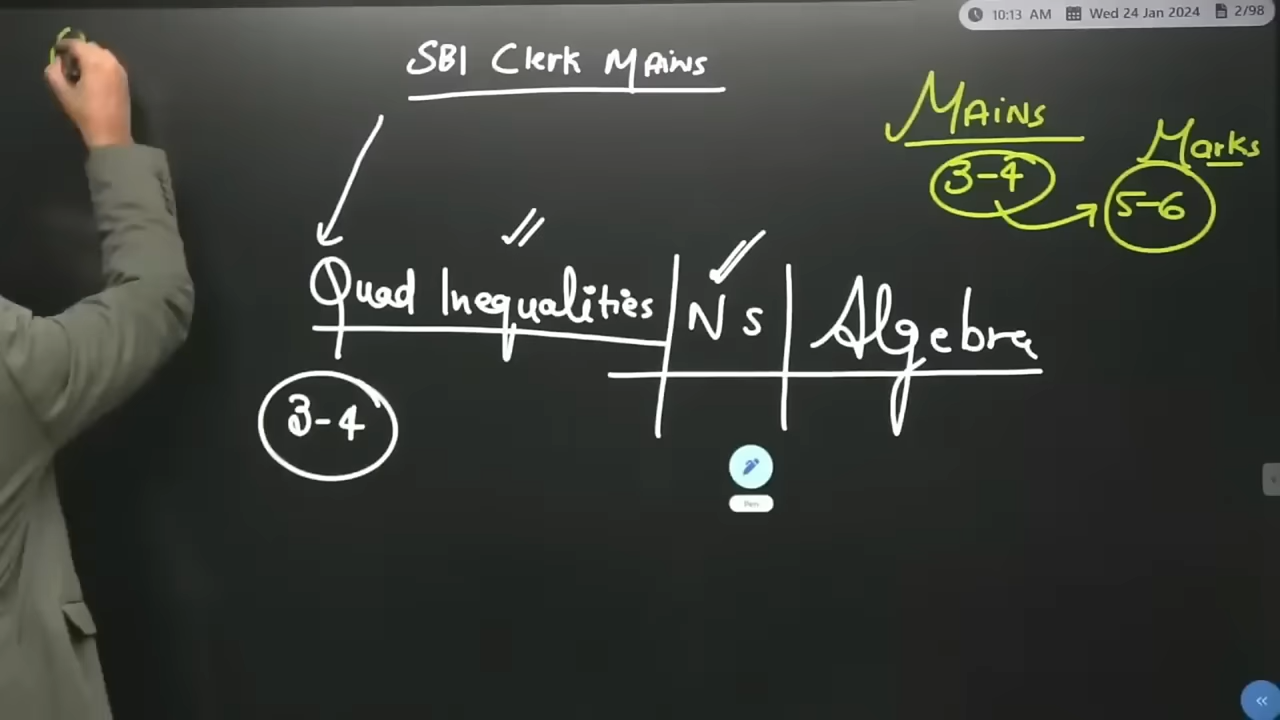 10:13 AM Wed 24 Jan 2024 2/98
SBI Clerk Mains
Mains
3-4
Marks
5-6
Quad Inequalities Ns Algebra
3-4
Pen